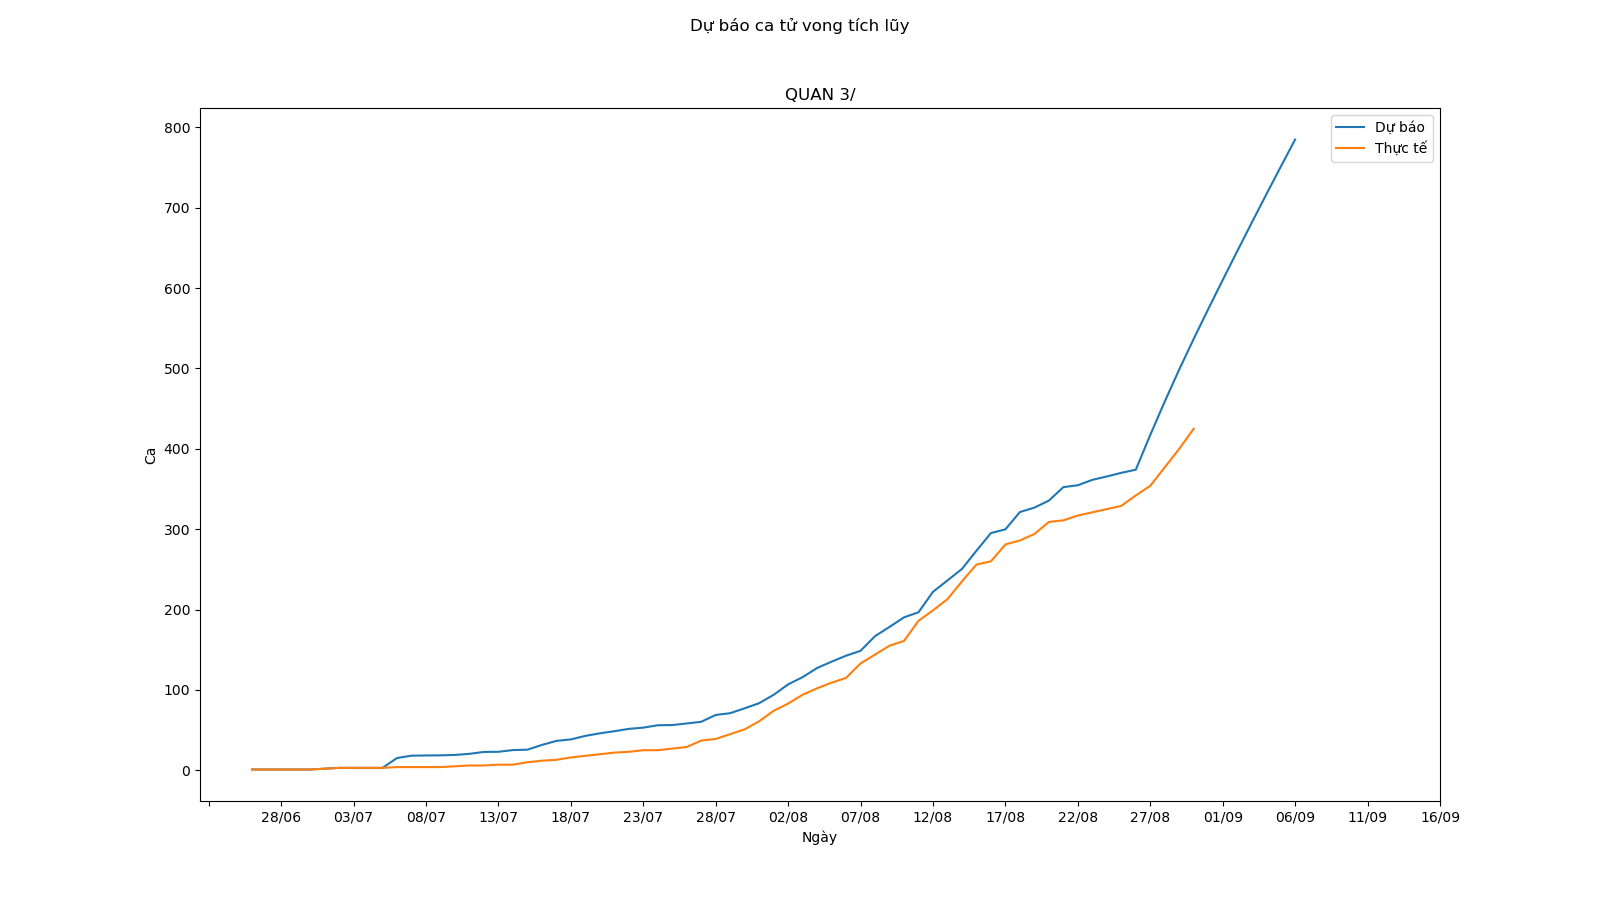 Dự báo ca tử vong tích lũy
QUAN 3/
Dự báo
Thực tế
800
700
600
500
400
300
200
100
0
Ca
28/06 03/07 08/07 13/07 18/07 23/07 28/07 02/08 07/08 12/08 17/08 22/08 27/08 01/09 06/09 11/09 16/09
Ngày